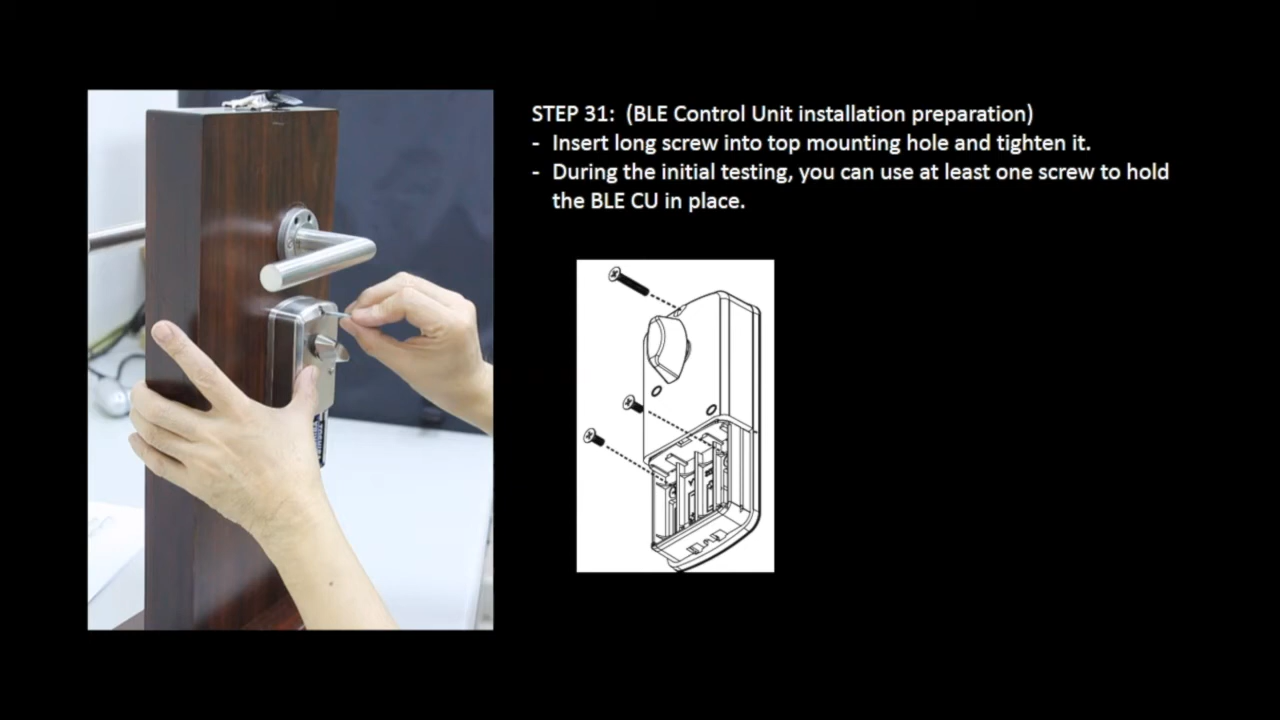 STEP 31:  (BLE Control Unit installation preparation)
- Insert long screw into top mounting hole and tighten it.
- During the initial testing, you can use at least one screw to hold
the BLE CU in place.